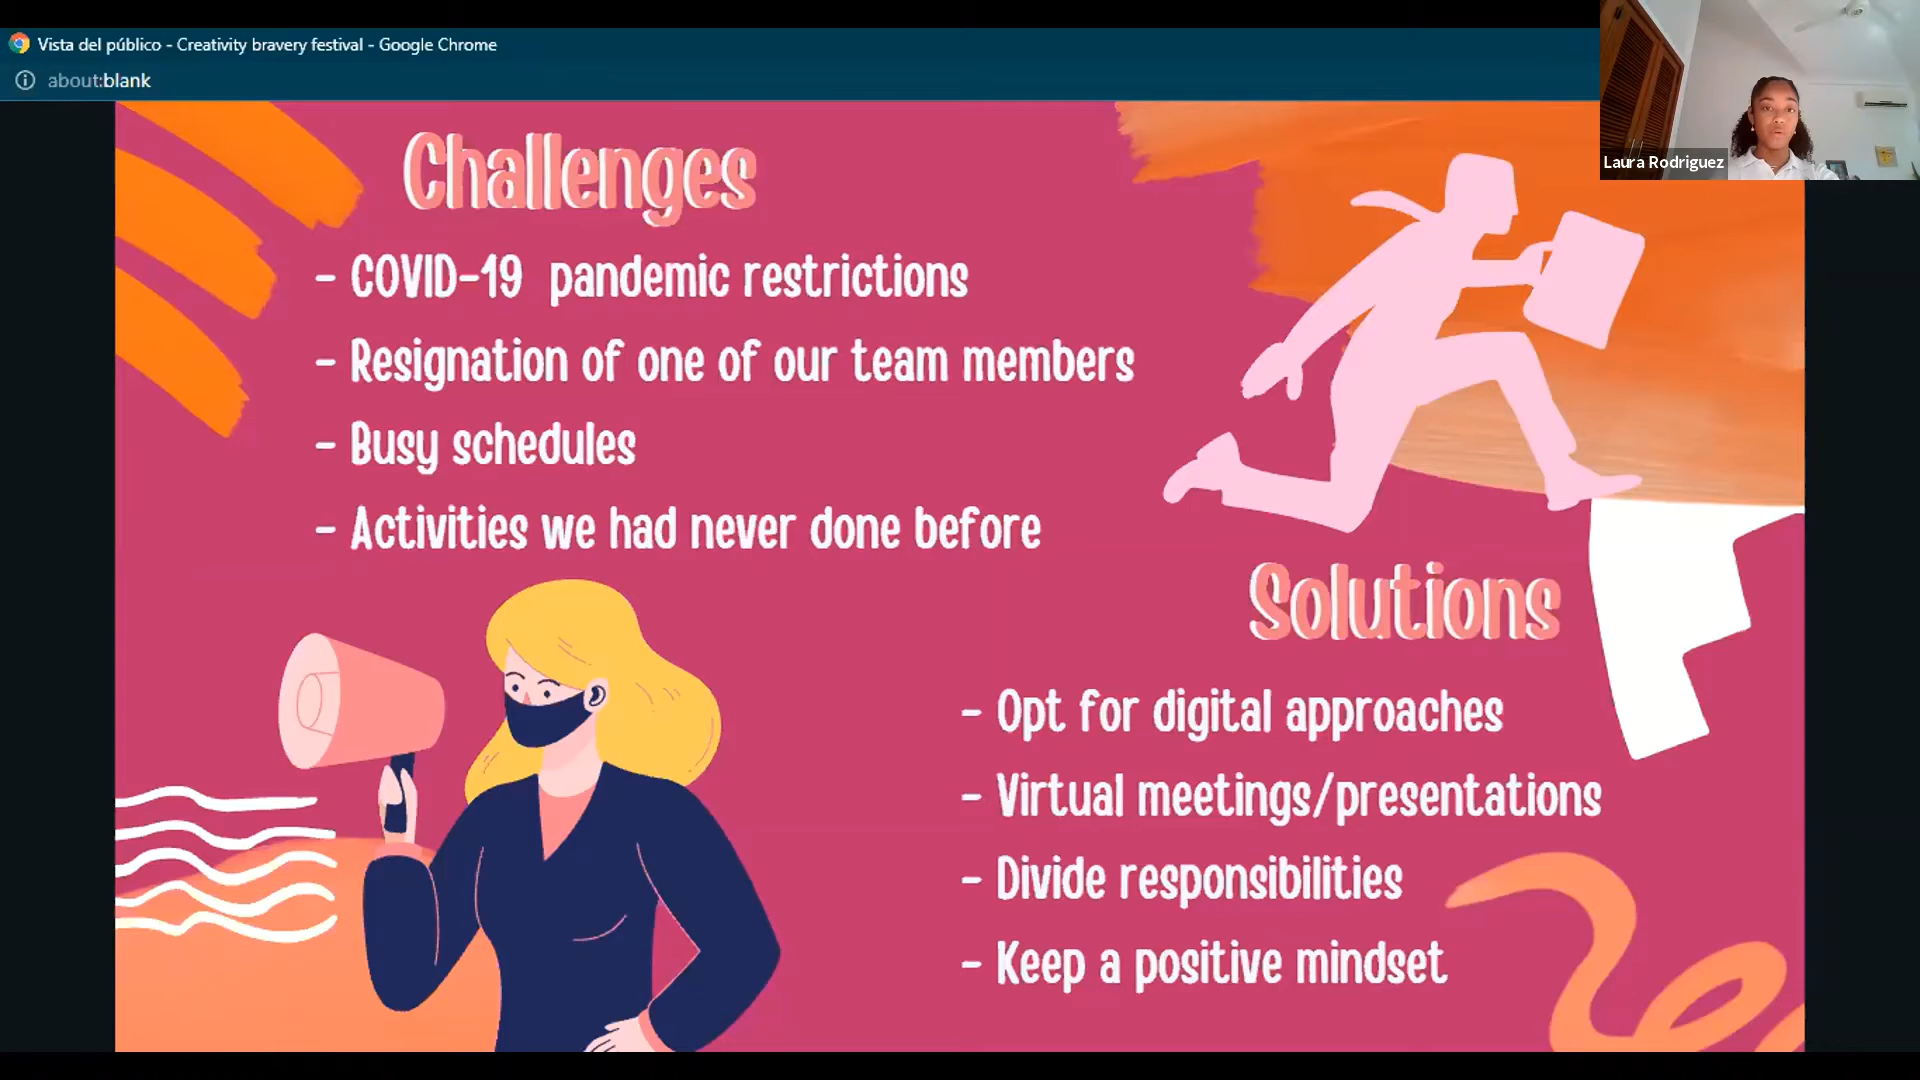 Vista del público - Creativity bravery festival - Google Chrome
about:blank
Laura Rodriguez
Challenges
- COVID-19 pandemic restrictions
- Resignation of one of our team members
- Busy schedules
- Activities we had never done before
Solutions
- Opt for digital approaches
- Virtual meetings/presentations
- Divide responsibilities
- Keep a positive mindset